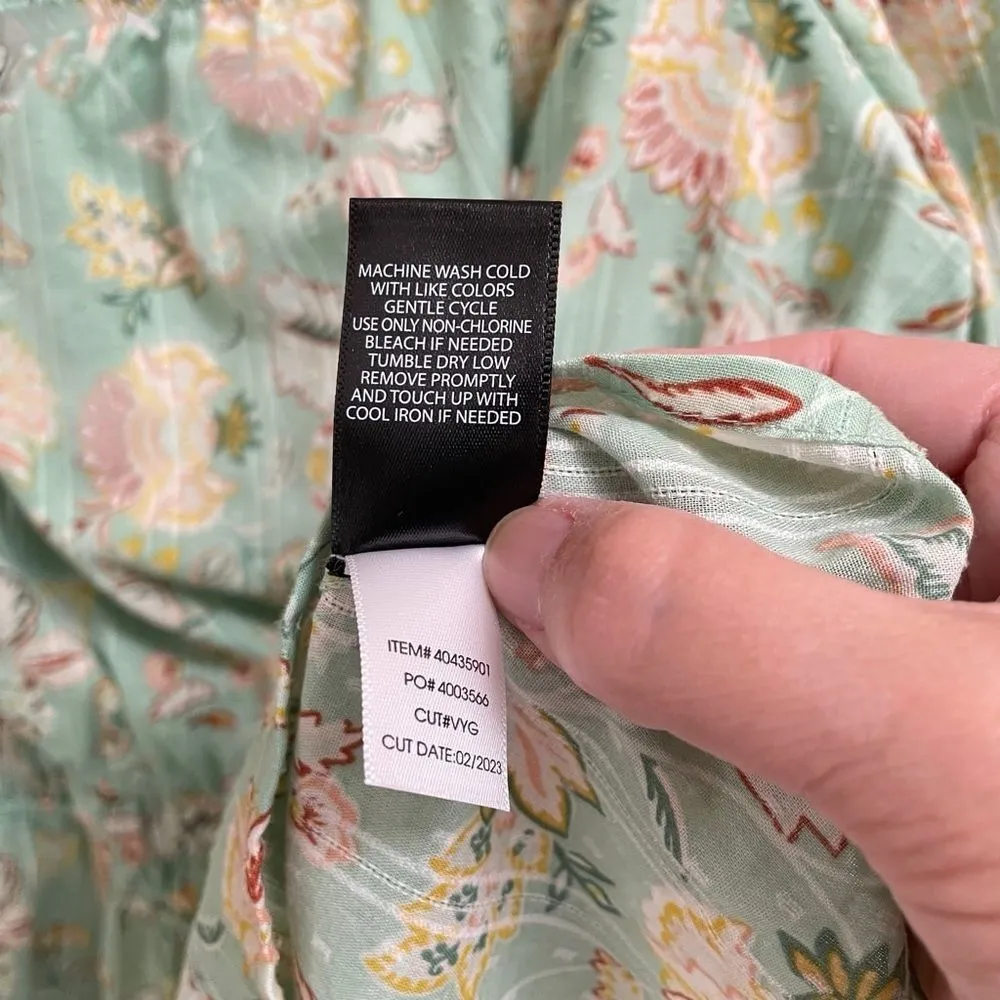 MACHINE WASH COLD
WITH LIKE COLORS
GENTLE CYCLE
USE ONLY NON-CHLORINE
BLEACH IF NEEDED
TUMBLE DRY LOW
REMOVE PROMPTLY
AND TOUCH UP WITH
COOL IRON IF NEEDED
ITEM# 40435901
PO# 4003566
CUT#VYG
CUT DATE:02/2023